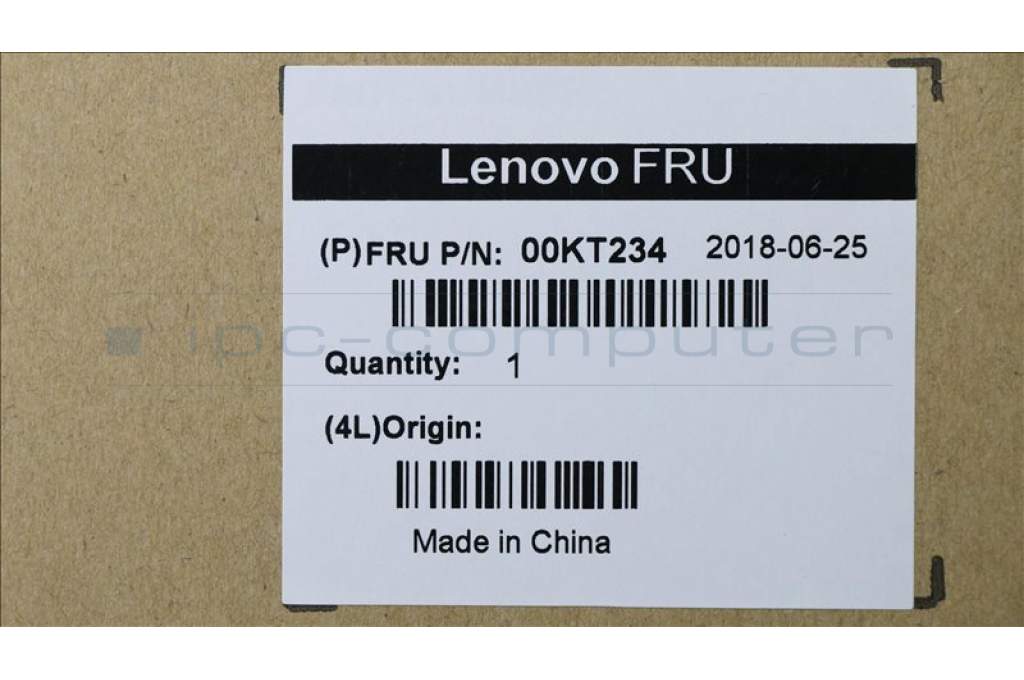 Lenovo FRU
(P)FRU P/N: 00KT234 2018-06-25
ipc-computer
Quantity: 1
(4L)Origin:
Made in China